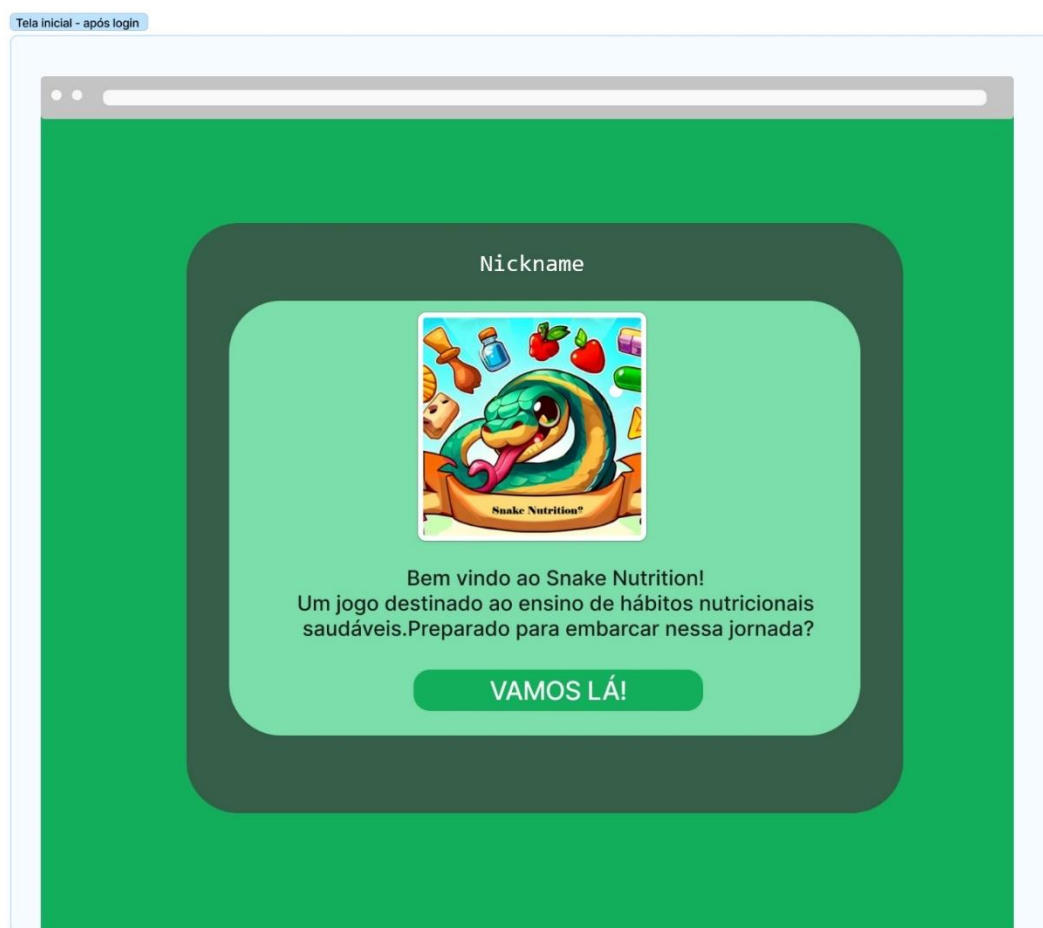 Tela inicial - após login
Nickname
Snake Nutrition?
Bem vindo ao Snake Nutrition!
Um jogo destinado ao ensino de hábitos nutricionais
saudáveis.Preparado para embarcar nessa jornada?
VAMOS LÁ!